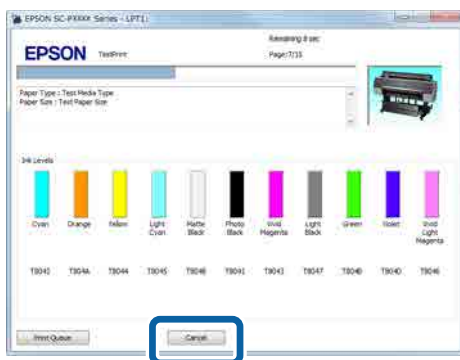 EPSON SC-PXXXX Series - LPT1:
EPSON TestPrint
Remaining 8 sec
Page:7/15
Paper Type : Test Media Type
Paper Size : Test Paper Size
Ink Levels
Cyan Orange Yellow Light Cyan Matte Black Photo Black Vivid Magenta Light Black Green Violet Vivid Light Magenta
T8042 T804A T8044 T8045 T8048 T8041 T8043 T8047 T804B T804D T8046
Print Queue Cancel